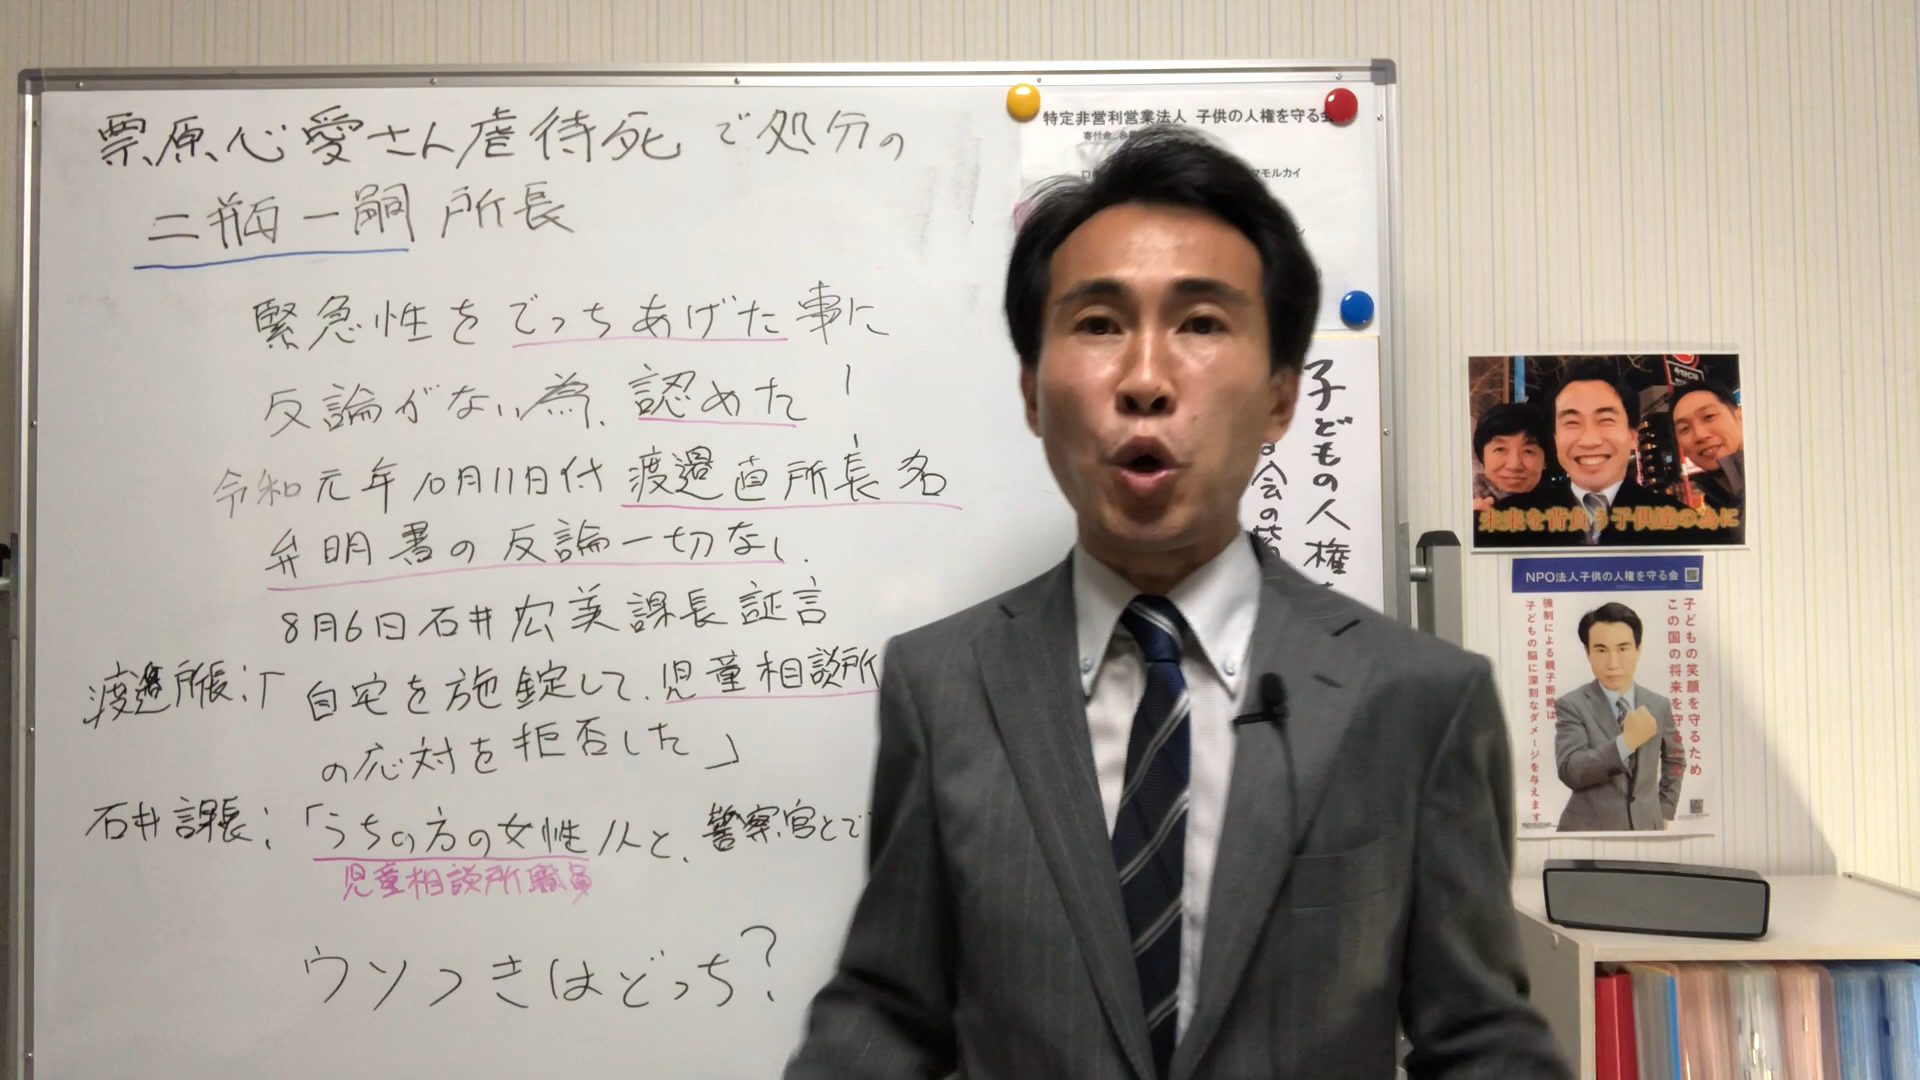 栗原心愛さん虐待死で処分の
二瓶一嗣 所長
緊急性をでっちあげた事に
反論がない為、認めた!
令和元年10月11日付 渡邉直所長名
弁明書の反論一切なし.
8月6日石井宏美課長証言
渡邉所長;「自宅を施錠して、児童相談所
の応対を拒否した」
石井課長;「うちの方の女性1人と、警察官とで
児童相談所職員
ウソつきはどっち?
特定非営利営業法人 子供の人権を守る会
寄付金
マモルカイ
子どもの人権
会の
未来を背負う子供達の為に
NPO法人子供の人権を守る会
子どもの笑顔を守るため
この国の将来を守る
強制による親子断絶は
子どもの脳に深刻なダメージを与えます